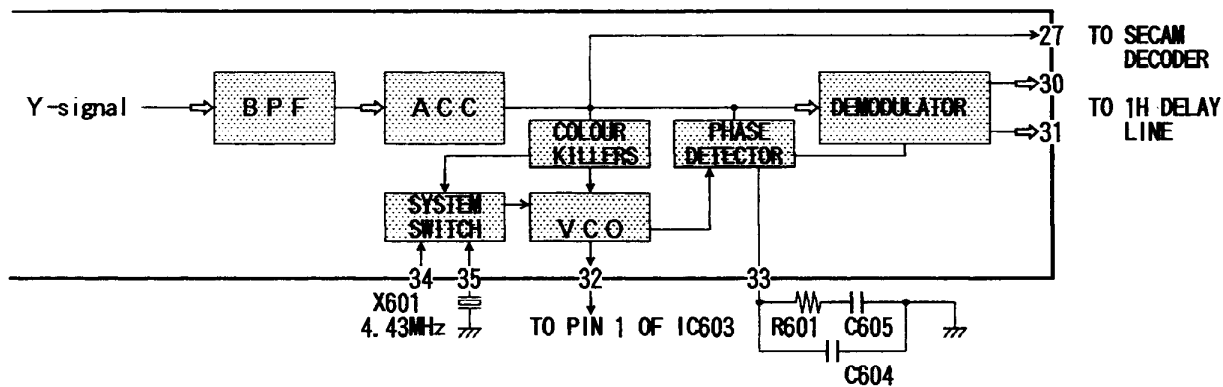 27 TO SECAM
DECODER
Y-signal
BPF
ACC
DEMODULATOR
30
TO 1H DELAY
LINE
31
COLOUR
KILLERS
PHASE
DETECTOR
SYSTEM
SWITCH
VCO
34
35
32
33
X601
4.43MHz
TO PIN 1 OF IC603
R601
C605
C604